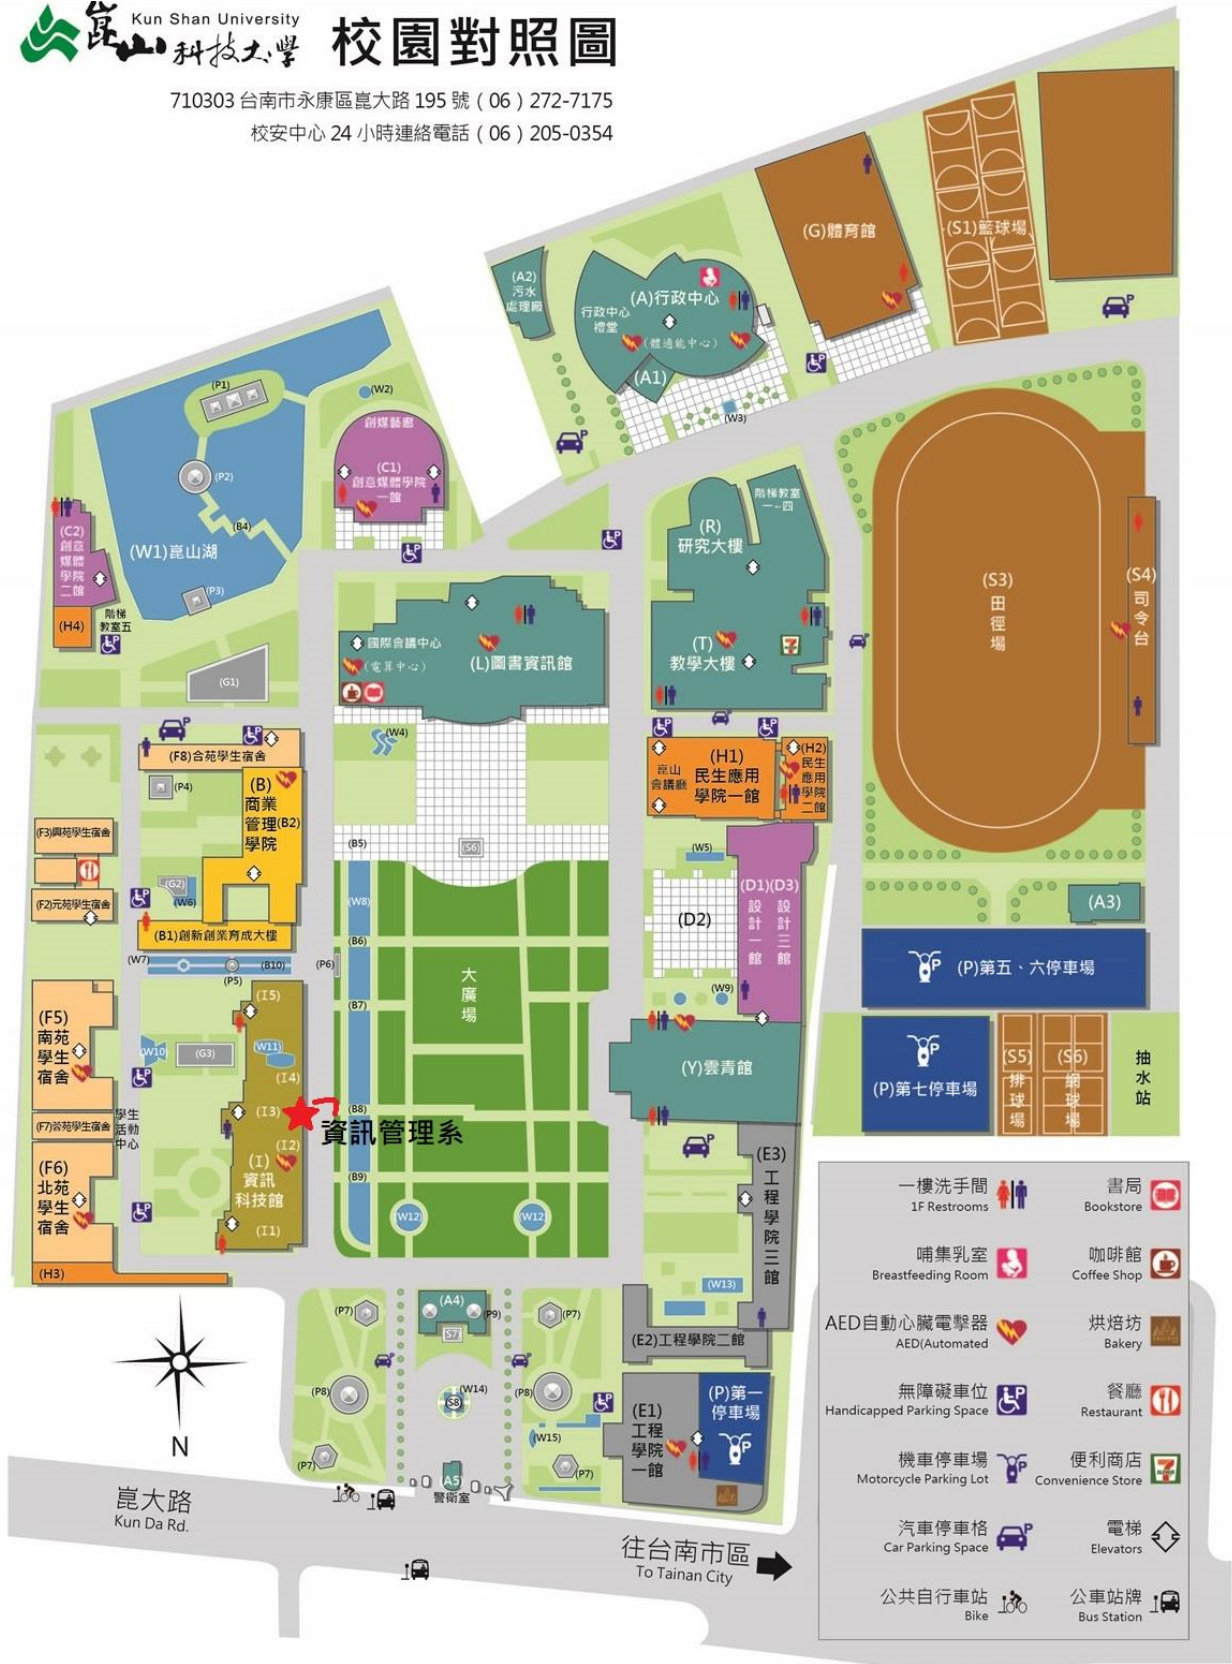 Kun Shan University
崑山科技大學
校園對照圖
710303 台南市永康區崑大路 195 號 ( 06 ) 272-7175
校安中心 24 小時連絡電話 ( 06 ) 205-0354
(G)體育館
(S1)籃球場
(A2)
污水
處理廠
(A)行政中心
行政中心
禮堂
(體適能中心)
(A1)
(W3)
(P1)
(W2)
創媒藝廊
(C1)
創意媒體學院
一館
(P2)
(B4)
(W1)崑山湖
(P3)
(C2)
創意
媒體
學院
二館
(H4)
階梯
教室五
(G1)
階梯教室
一~四
(R)
研究大樓
(T)
教學大樓
7
(S3)
田徑場
(S4)
司令台
國際會議中心
(電算中心)
(L)圖書資訊館
(W4)
(F8)合苑學生宿舍
(P4)
(B)
商業
管理(B2)
學院
(F3)興苑學生宿舍
(F2)元苑學生宿舍
(G2)
(W6)
(B1)創新創業育成大樓
(W7)
(B10)
(P5)
(P6)
(B5)
(S6)
(W8)
(B6)
(B7)
大廣場
崑山
會議廳
(H1)
民生應用
學院一館
(H2)
民生
應用
學院
二館
(W5)
(D1)(D3)
設計一館
設計三館
(D2)
(W9)
(Y)雲青館
(A3)
(P)第五、六停車場
(P)第七停車場
(S5)
排球場
(S6)
網球場
抽水站
(F5)
南苑
學生
宿舍
(I5)
(W10)
(G3)
(W11)
(I4)
(I3)
(I2)
(I)
資訊
科技館
(I1)
學生
活動
中心
(F6)
北苑
學生
宿舍
(H3)
(B8)
資訊管理系
(B9)
(W12)
(W12)
(E3)
工程學院三館
(W13)
(E2)工程學院二館
(E1)
工程
學院
一館
(P)第一
停車場
(P7)
(A4)
(P9)
(P7)
S7
(P8)
(W14)
S8
(P8)
(W15)
(P7)
(A5)
警衛室
(P7)
N
崑大路
Kun Da Rd.
往台南市區
To Tainan City
一樓洗手間
1F Restrooms
書局
Bookstore
哺集乳室
Breastfeeding Room
咖啡館
Coffee Shop
AED自動心臟電擊器
AED(Automated
烘焙坊
Bakery
無障礙車位
Handicapped Parking Space
餐廳
Restaurant
機車停車場
Motorcycle Parking Lot
便利商店
Convenience Store
汽車停車格
Car Parking Space
電梯
Elevators
公共自行車站
Bike
公車站牌
Bus Station